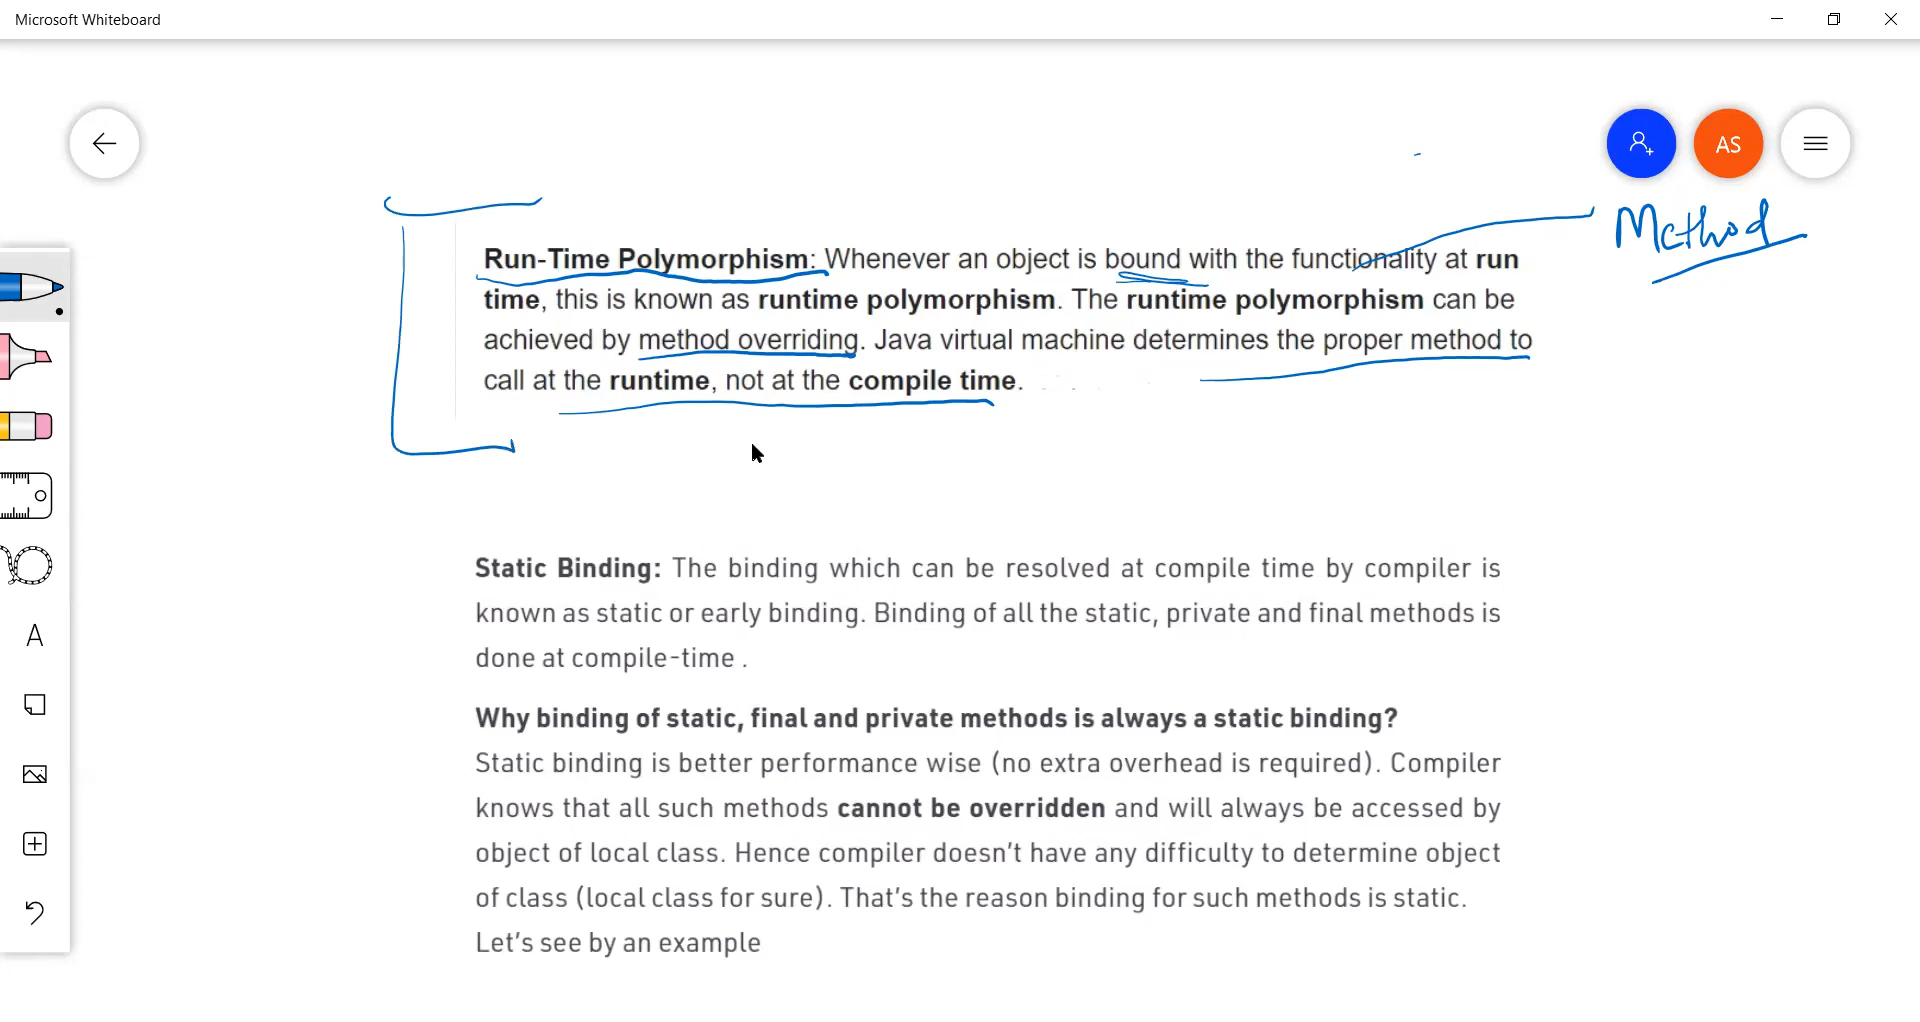 Microsoft Whiteboard
AS
Method
Run-Time Polymorphism: Whenever an object is bound with the functionality at run
time, this is known as runtime polymorphism. The runtime polymorphism can be
achieved by method overriding. Java virtual machine determines the proper method to
call at the runtime, not at the compile time.
Static Binding: The binding which can be resolved at compile time by compiler is
known as static or early binding. Binding of all the static, private and final methods is
done at compile-time .
Why binding of static, final and private methods is always a static binding?
Static binding is better performance wise (no extra overhead is required). Compiler
knows that all such methods cannot be overridden and will always be accessed by
object of local class. Hence compiler doesn't have any difficulty to determine object
of class (local class for sure). That's the reason binding for such methods is static.
Let's see by an example
A